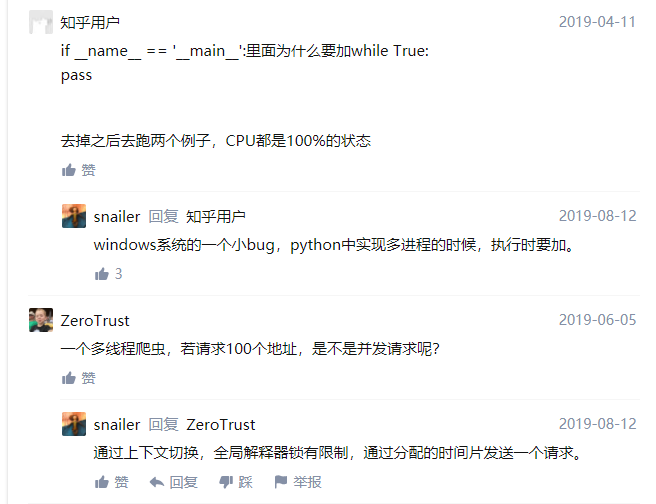 知乎用户 2019-04-11
if __name__ == '__main__':里面为什么要加while True:
pass
去掉之后去跑两个例子，CPU都是100%的状态
赞
snailer 回复 知乎用户 2019-08-12
windows系统的一个小bug，python中实现多进程的时候，执行时要加。
3
ZeroTrust 2019-06-05
一个多线程爬虫，若请求100个地址，是不是并发请求呢?
赞
snailer 回复 ZeroTrust 2019-08-12
通过上下文切换，全局解释器锁有限制，通过分配的时间片发送一个请求。
赞 回复 踩 举报